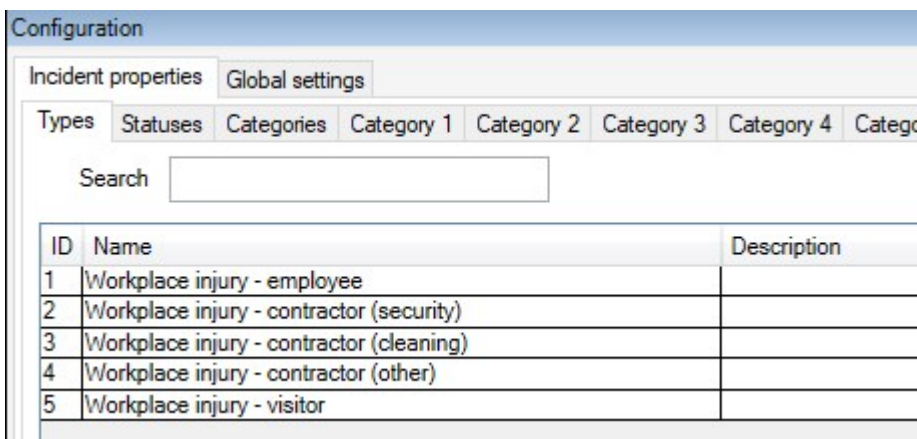 Configuration
Incident properties Global settings
Types Statuses Categories Category 1 Category 2 Category 3 Category 4 Catego
Search
ID Name Description
1 Workplace injury - employee
2 Workplace injury - contractor (security)
3 Workplace injury - contractor (cleaning)
4 Workplace injury - contractor (other)
5 Workplace injury - visitor